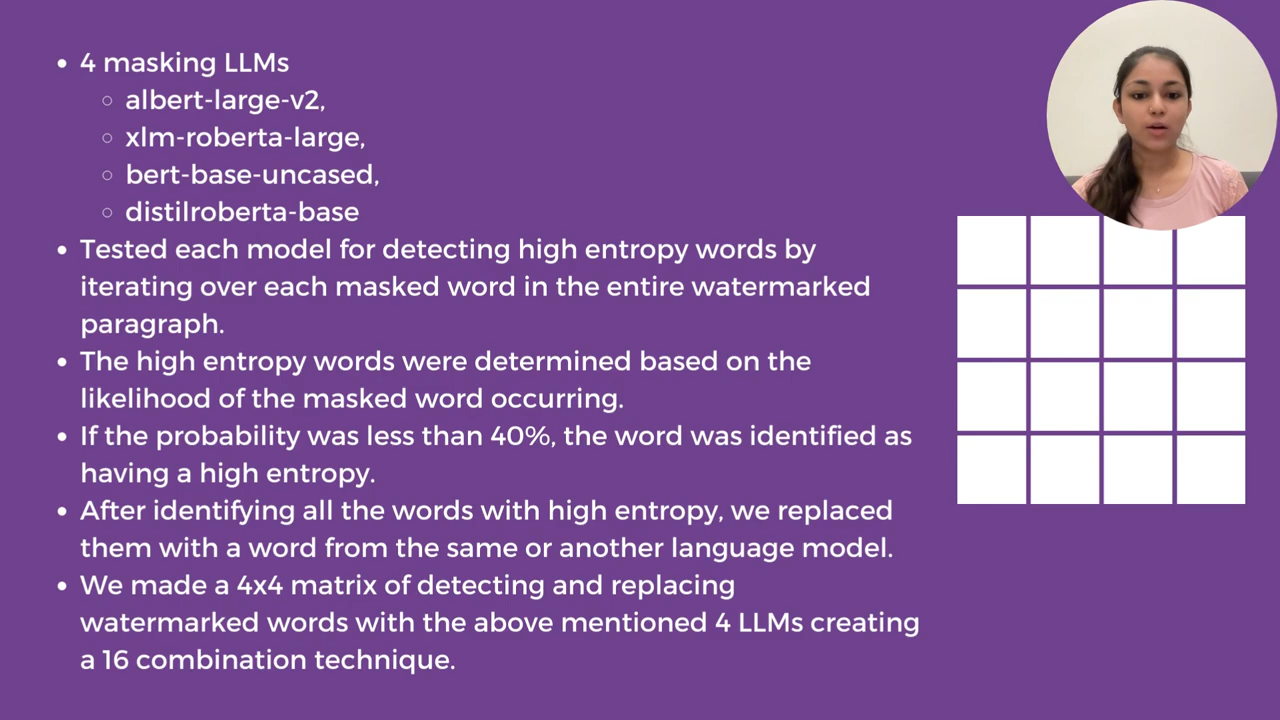 4 masking LLMs
albert-large-v2,
xlm-roberta-large,
bert-base-uncased,
distilroberta-base
Tested each model for detecting high entropy words by
iterating over each masked word in the entire watermarked
paragraph.
The high entropy words were determined based on the
likelihood of the masked word occurring.
If the probability was less than 40%, the word was identified as
having a high entropy.
After identifying all the words with high entropy, we replaced
them with a word from the same or another language model.
We made a 4x4 matrix of detecting and replacing
watermarked words with the above mentioned 4 LLMs creating
a 16 combination technique.